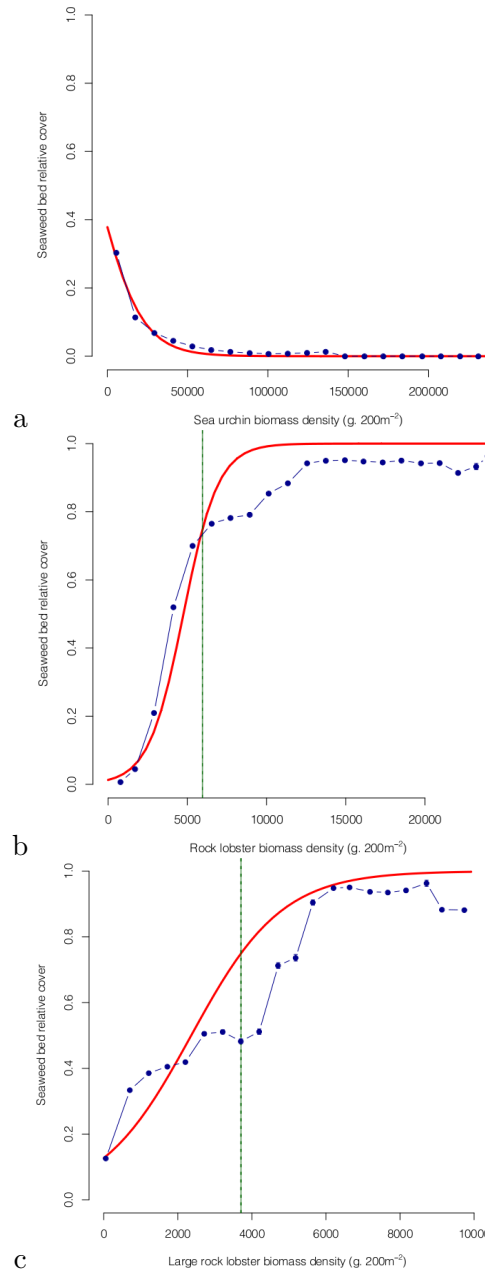 1.0
0.8
0.6
0.4
0.2
0.0
Seaweed bed relative cover
0 50000 100000 150000 200000
Sea urchin biomass density (g. 200m⁻²)
a
1.0
0.8
0.6
0.4
0.2
0.0
Seaweed bed relative cover
0 5000 10000 15000 20000
Rock lobster biomass density (g. 200m⁻²)
b
1.0
0.8
0.6
0.4
0.2
0.0
Seaweed bed relative cover
0 2000 4000 6000 8000 10000
Large rock lobster biomass density (g. 200m⁻²)
c